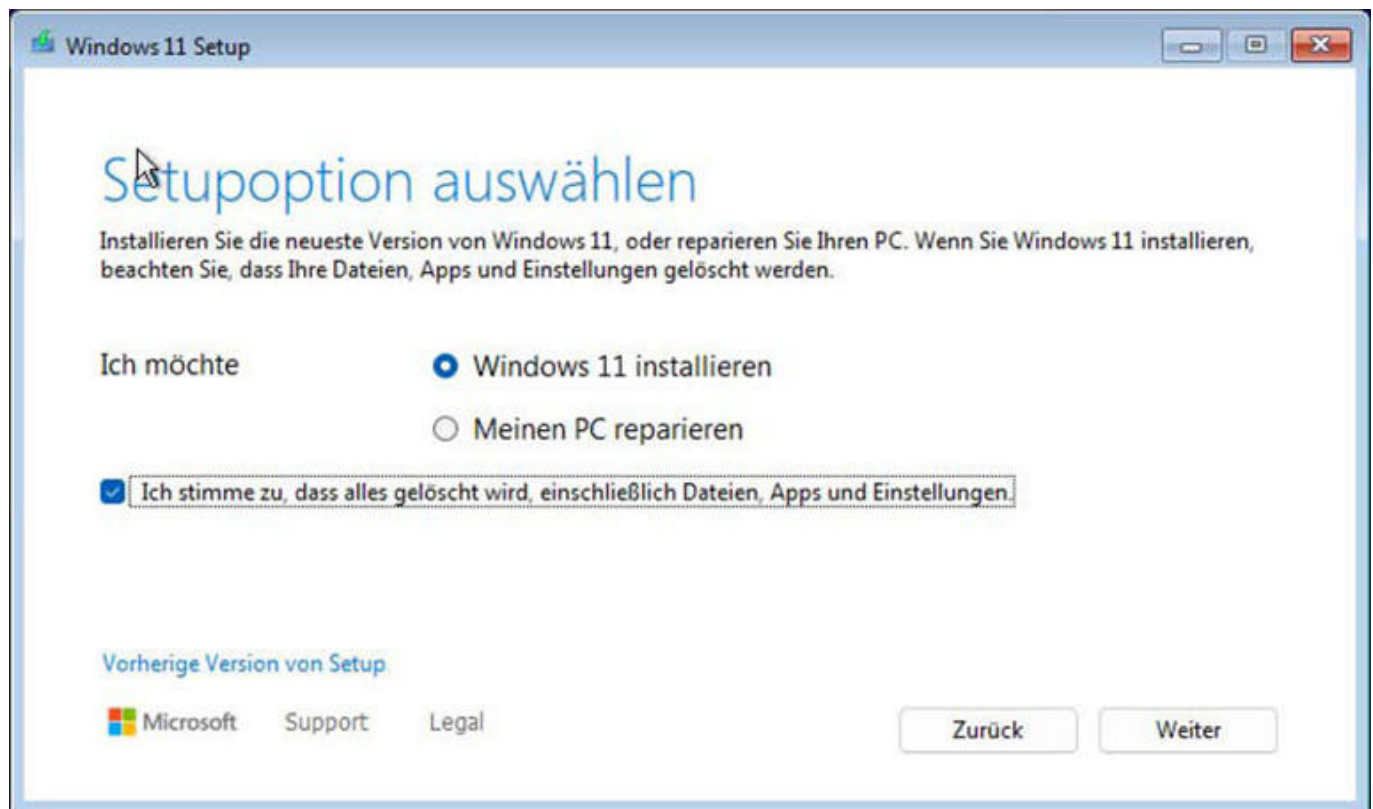 Windows 11 Setup
Setupoption auswählen
Installieren Sie die neueste Version von Windows 11, oder reparieren Sie Ihren PC. Wenn Sie Windows 11 installieren,
beachten Sie, dass Ihre Dateien, Apps und Einstellungen gelöscht werden.
Ich möchte
Windows 11 installieren
Meinen PC reparieren
Ich stimme zu, dass alles gelöscht wird, einschließlich Dateien, Apps und Einstellungen.
Vorherige Version von Setup
Microsoft Support Legal
Zurück Weiter